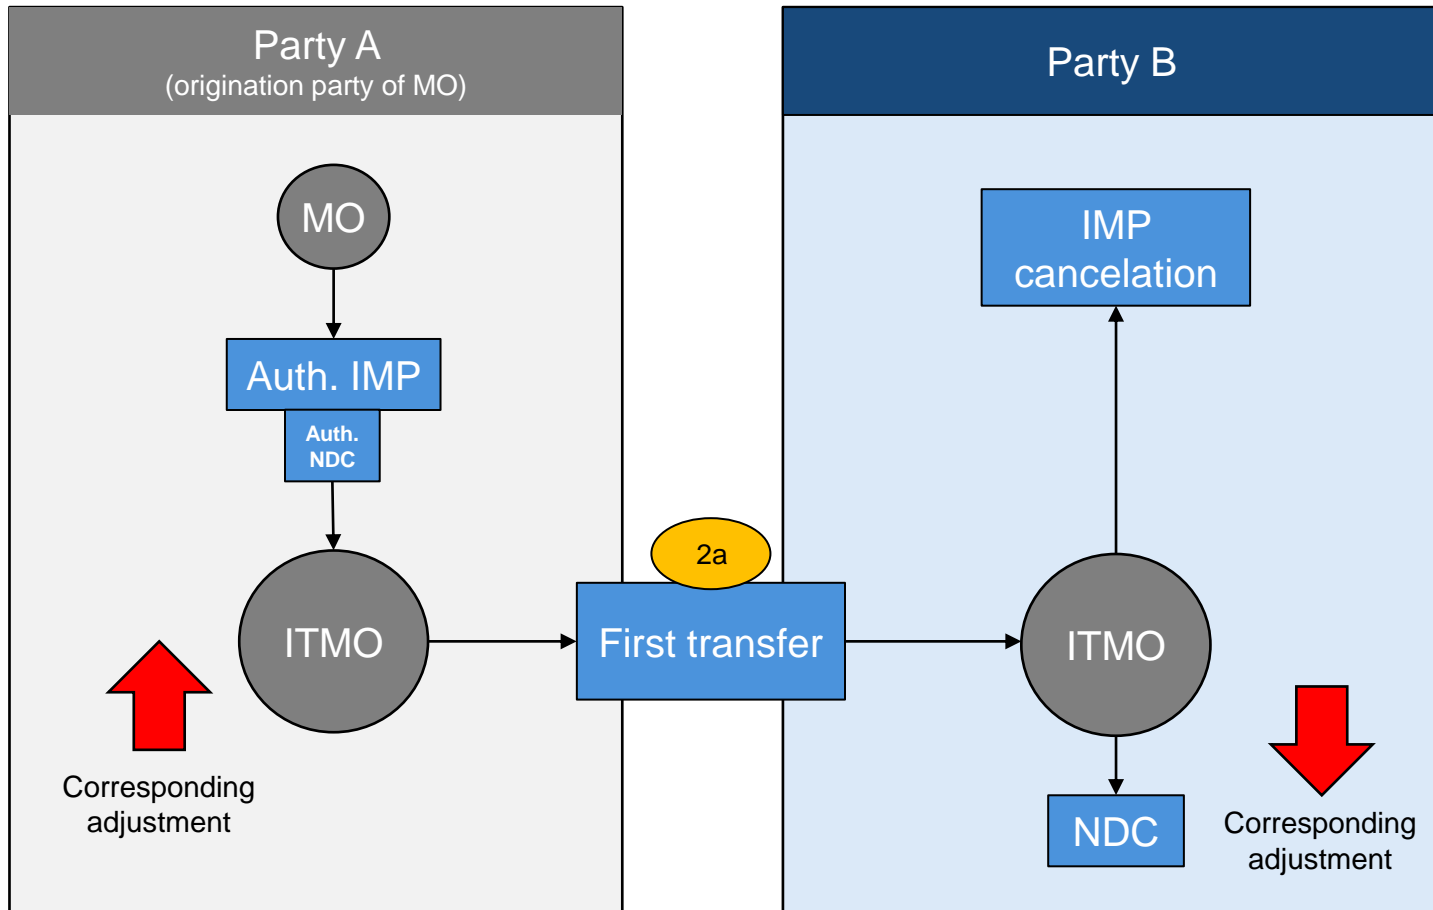 Party A
(origination party of MO)
MO
Auth. IMP
Auth.
NDC
ITMO
Corresponding
adjustment
2a
First transfer
Party B
IMP
cancelation
ITMO
NDC
Corresponding
adjustment